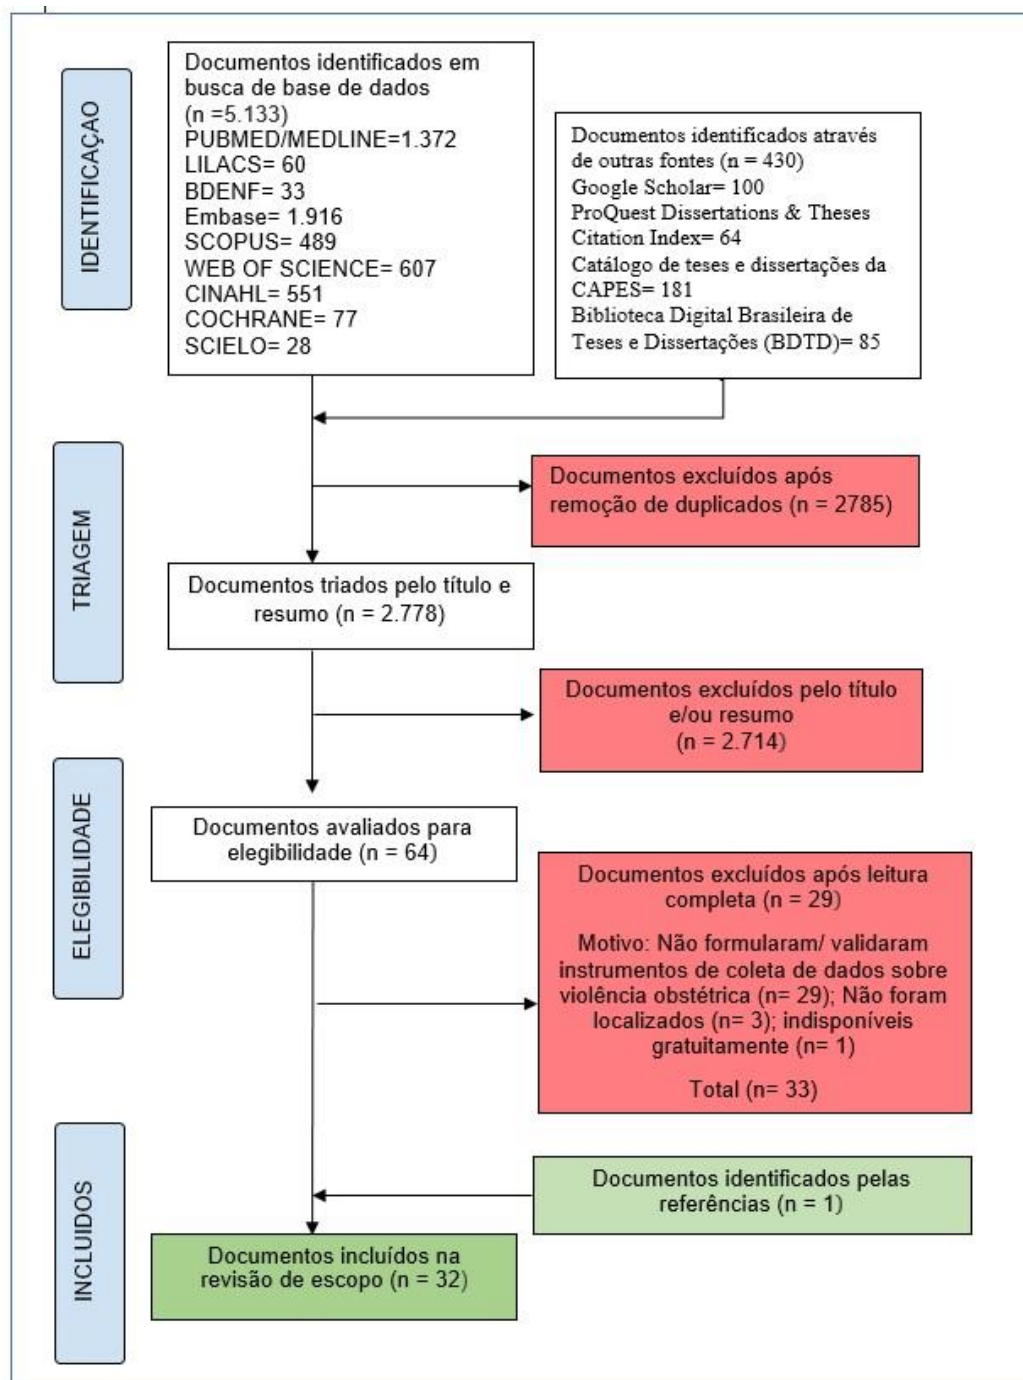 IDENTIFICAÇAO
Documentos identificados em
busca de base de dados
(n =5.133)
PUBMED/MEDLINE=1.372
LILACS= 60
BDENF= 33
Embase= 1.916
SCOPUS= 489
WEB OF SCIENCE= 607
CINAHL= 551
COCHRANE= 77
SCIELO= 28
Documentos identificados através
de outras fontes (n = 430)
Google Scholar= 100
ProQuest Dissertations & Theses
Citation Index= 64
Catálogo de teses e dissertações da
CAPES= 181
Biblioteca Digital Brasileira de
Teses e Dissertações (BDTD)= 85
TRIAGEM
Documentos excluídos após
remoção de duplicados (n = 2785)
Documentos triados pelo título e
resumo (n = 2.778)
Documentos excluídos pelo título
e/ou resumo
(n = 2.714)
ELEGIBILIDADE
Documentos avaliados para
elegibilidade (n = 64)
Documentos excluídos após leitura
completa (n = 29)
Motivo: Não formularam/ validaram
instrumentos de coleta de dados sobre
violência obstétrica (n= 29); Não foram
localizados (n= 3); indisponíveis
gratuitamente (n= 1)
Total (n= 33)
INCLUIDOS
Documentos identificados pelas
referências (n = 1)
Documentos incluídos na
revisão de escopo (n = 32)